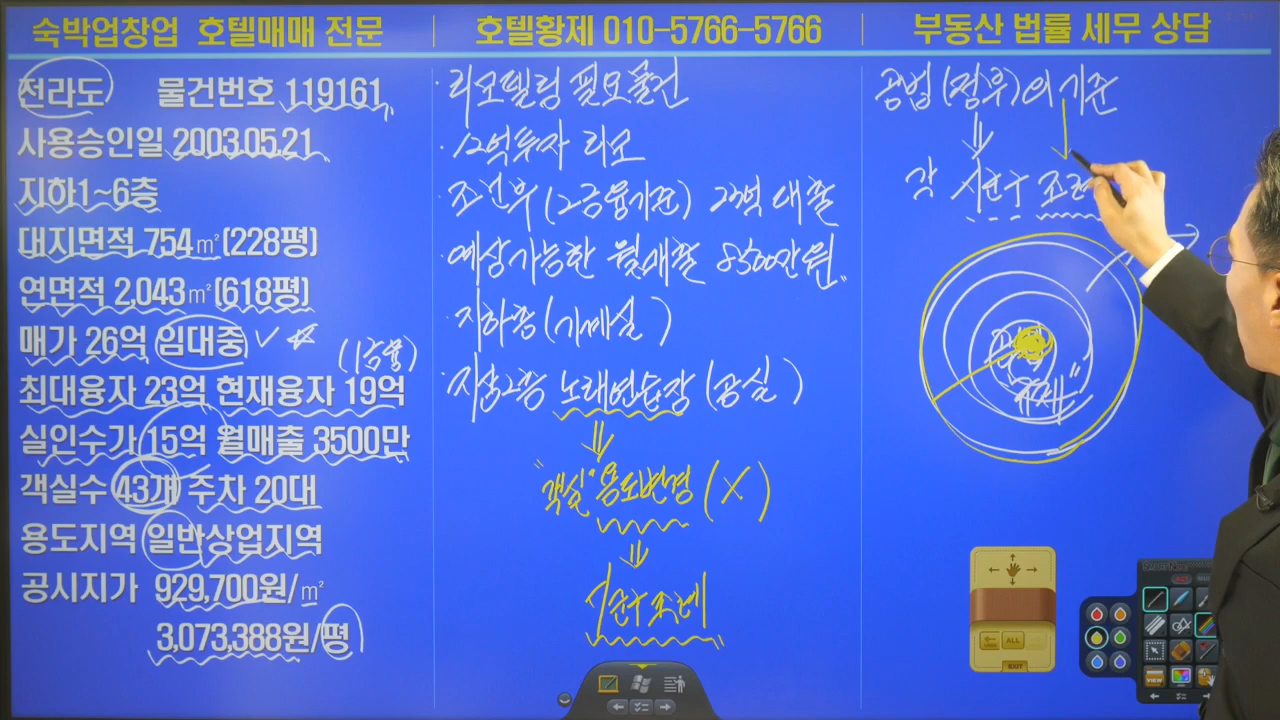 숙박업창업 호텔매매 전문
호텔황제 010-5766-5766
부동산 법률 세무 상담
전라도 물건번호 119161
사용승인일 2003.05.21
지하1~6층
대지면적 754㎡(228평)
연면적 2,043㎡(618평)
매가 26억 임대중
(1금융)
최대융자 23억 현재융자 19억
실인수가 15억 월매출 3500만
객실수 43개 주차 20대
용도지역 일반상업지역
공시지가 929,700원/㎡
3,073,388원/평
· 리모델링 필요물건
· 12억투자 리모
· 조건부 (2금융기준) 23억 대출
· 예상가능한 월매출 8500만원
· 지하층 (기계실)
· 지상2층 노래연습장 (공실)
"객실" 용도변경 (X)
시군구 조례
공법 (정부)의 기준
각 시군구 조례
규제"
ALL
EXIT
VIEW